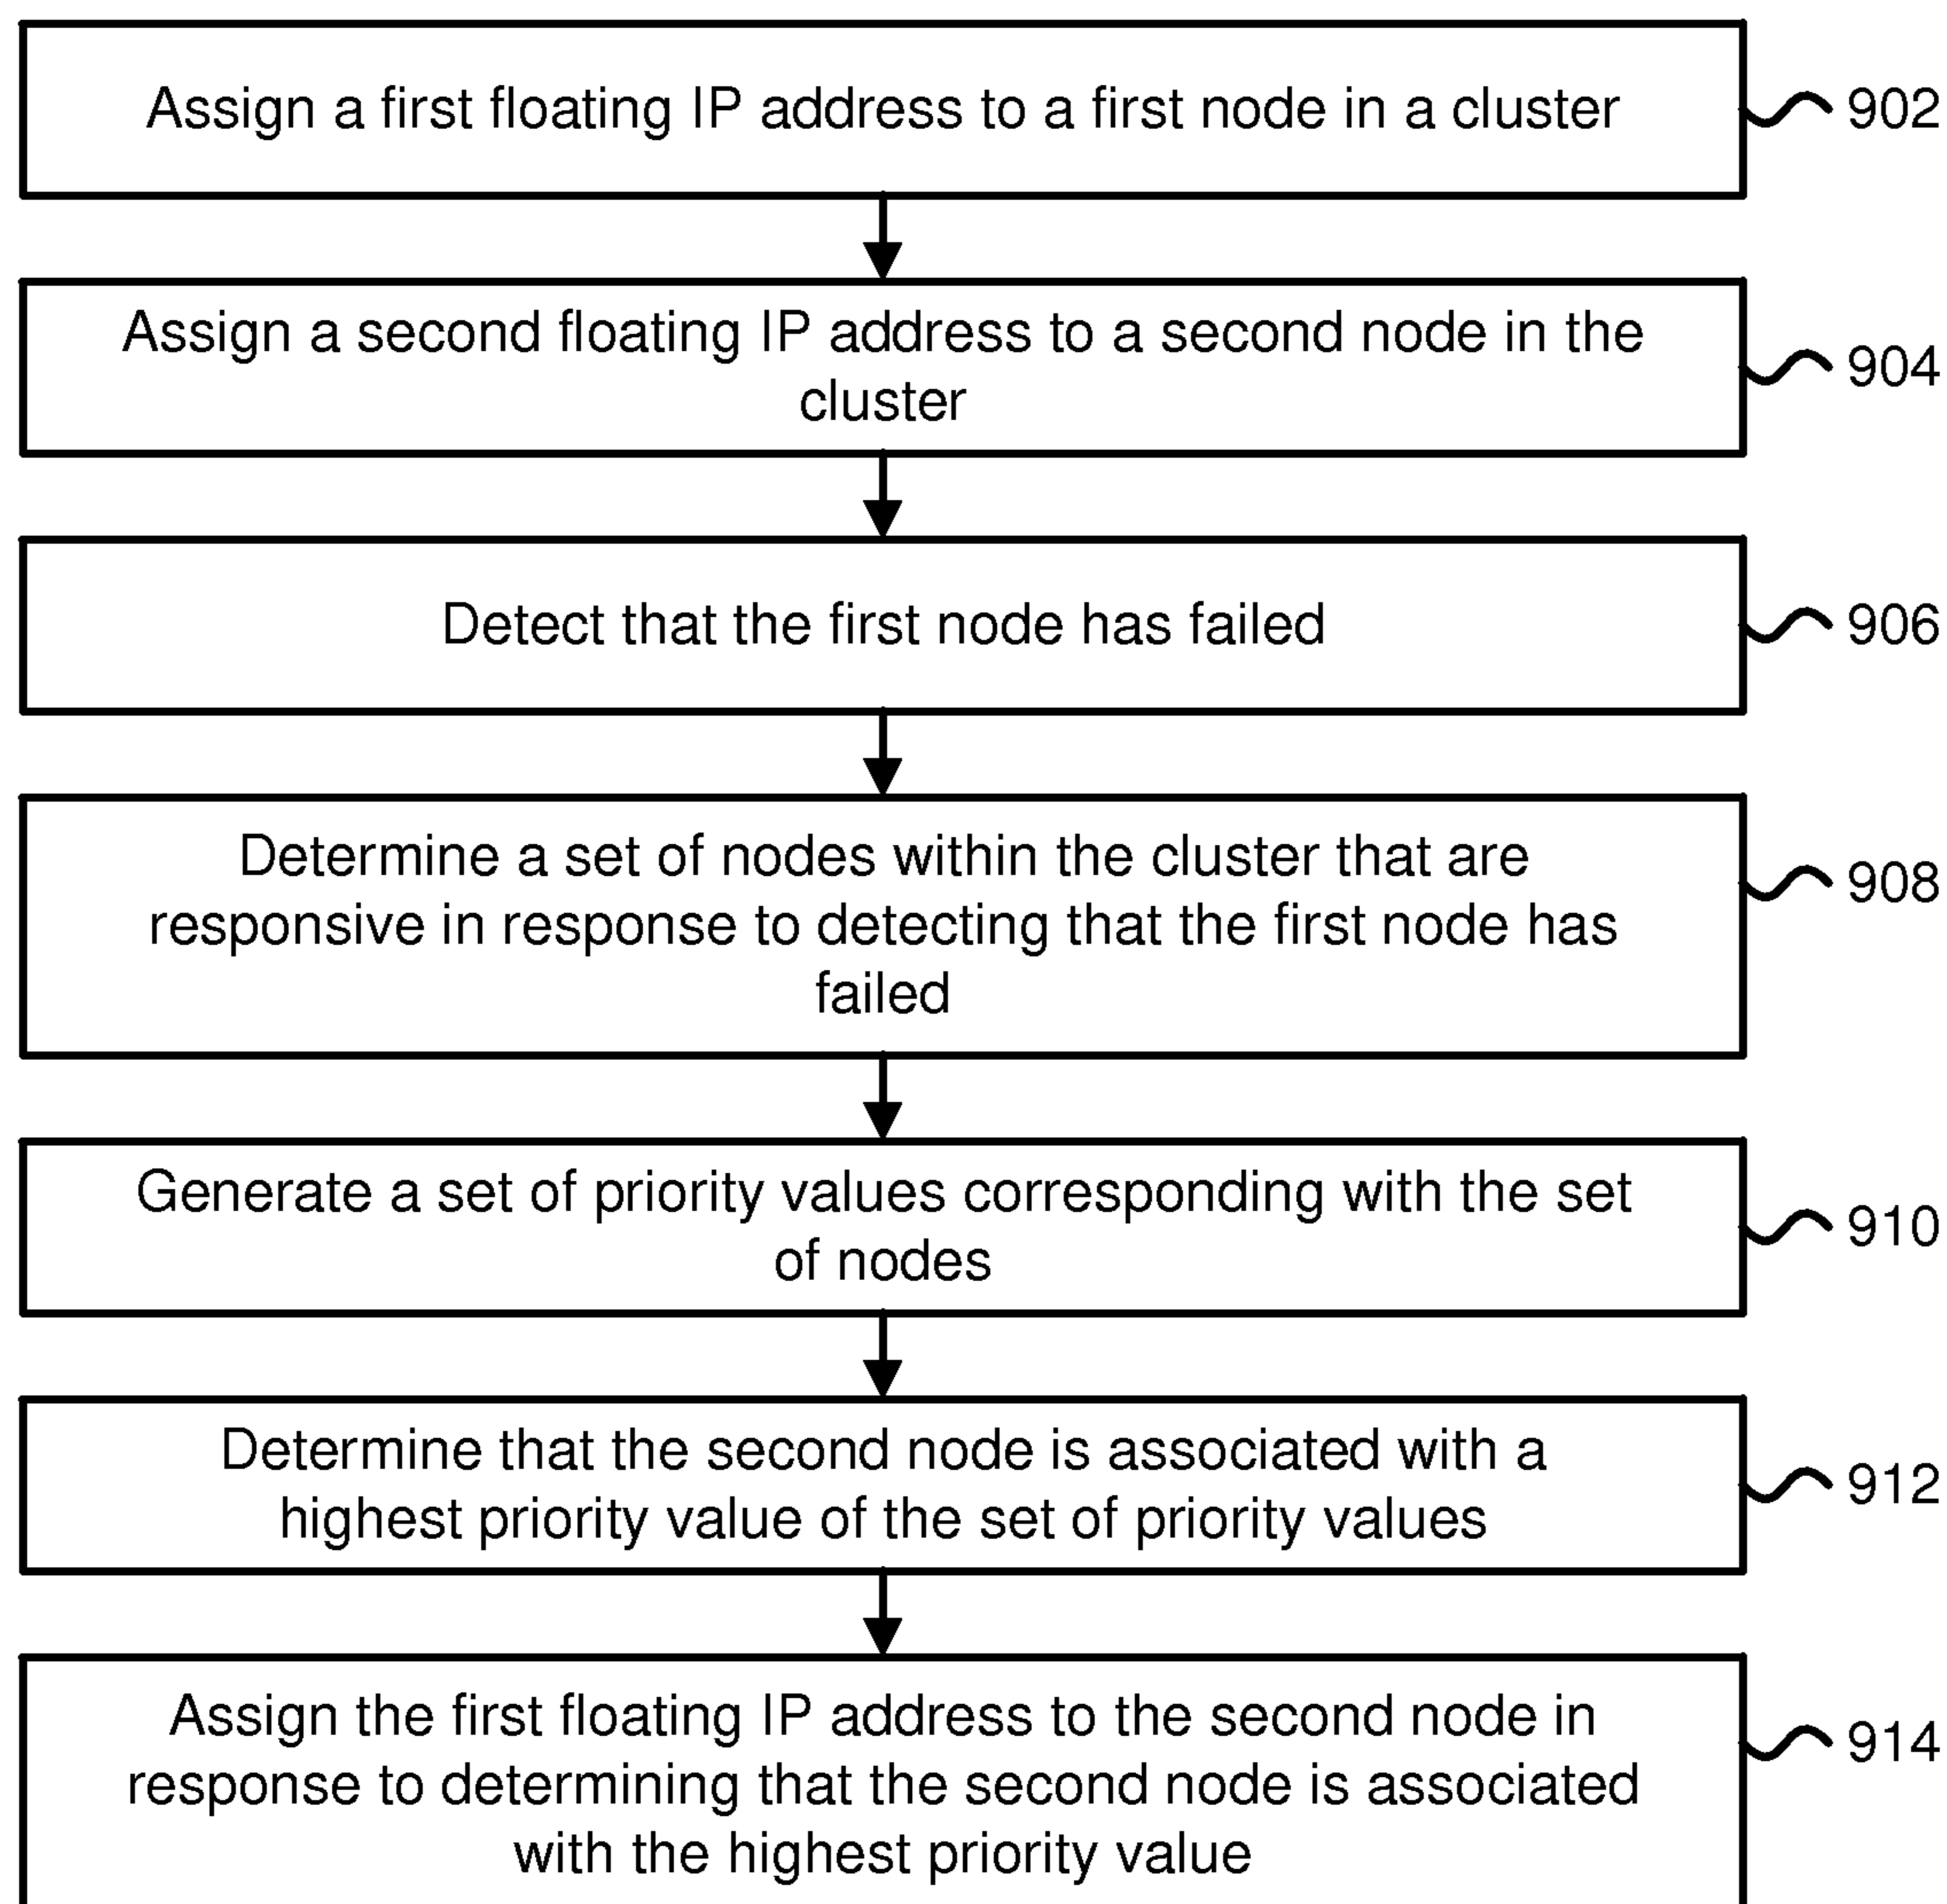 Assign a first floating IP address to a first node in a cluster
902
Assign a second floating IP address to a second node in the
cluster
904
Detect that the first node has failed
906
Determine a set of nodes within the cluster that are
responsive in response to detecting that the first node has
failed
908
Generate a set of priority values corresponding with the set
of nodes
910
Determine that the second node is associated with a
highest priority value of the set of priority values
912
Assign the first floating IP address to the second node in
response to determining that the second node is associated
with the highest priority value
914